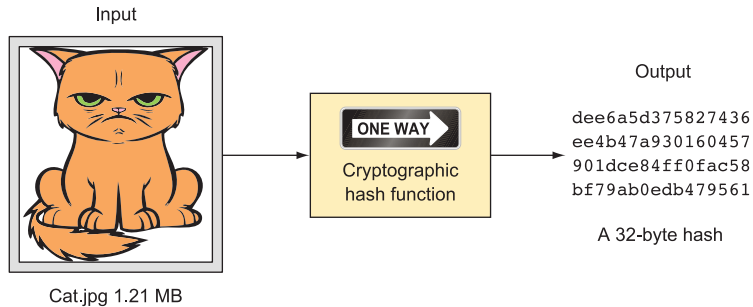 Input
Cat.jpg 1.21 MB
ONE WAY
Cryptographic
hash function
Output
dee6a5d375827436
ee4b47a930160457
901dce84ff0fac58
bf79ab0edb479561
A 32-byte hash